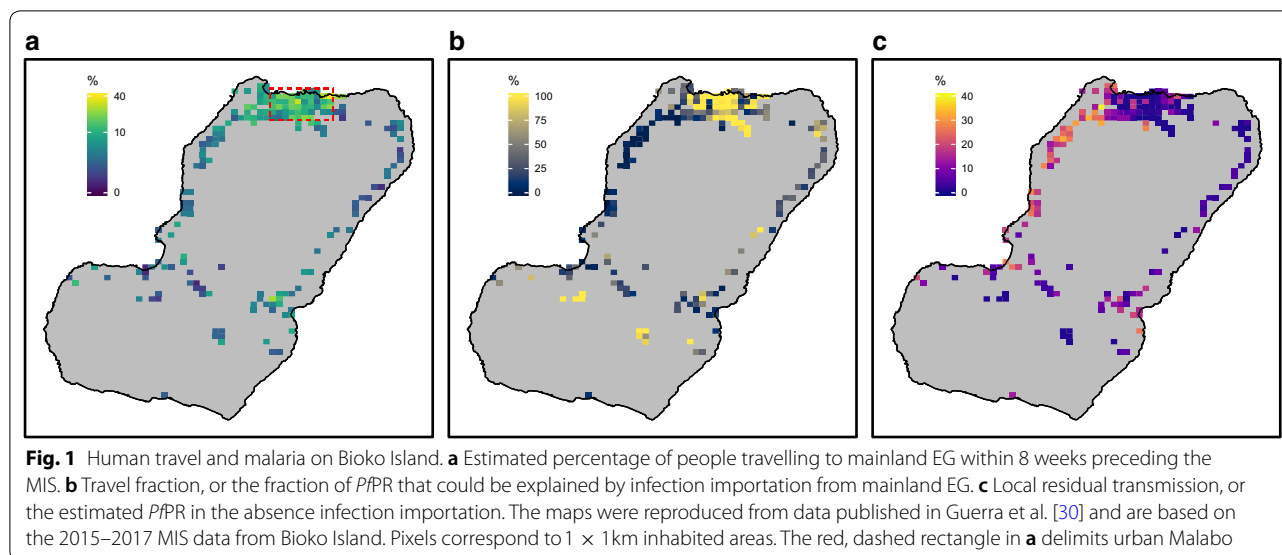 a
b
c
%
40
10
0
%
100
75
50
25
0
%
40
30
20
10
0
Fig. 1 Human travel and malaria on Bioko Island. a Estimated percentage of people travelling to mainland EG within 8 weeks preceding the
MIS. b Travel fraction, or the fraction of PfPR that could be explained by infection importation from mainland EG. c Local residual transmission, or
the estimated PfPR in the absence infection importation. The maps were reproduced from data published in Guerra et al. [30] and are based on
the 2015–2017 MIS data from Bioko Island. Pixels correspond to 1 × 1km inhabited areas. The red, dashed rectangle in a delimits urban Malabo